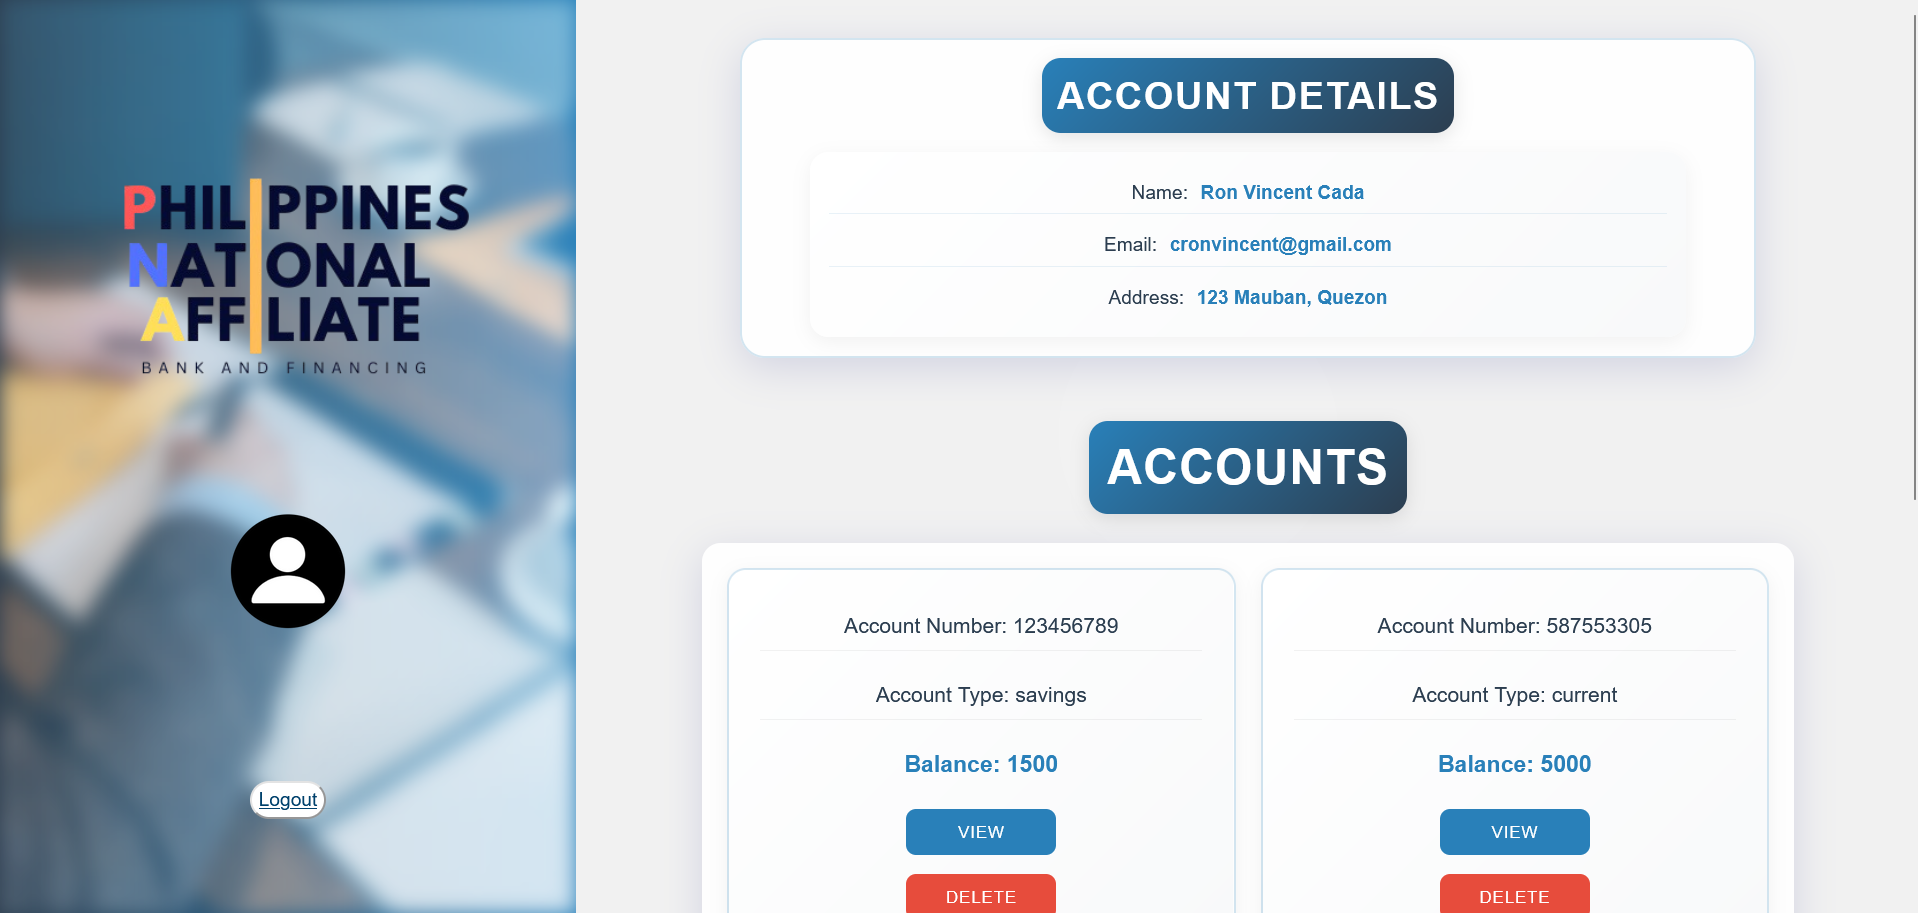 PHILIPPINES
NATIONAL
AFFILIATE
BANK AND FINANCING
Logout
ACCOUNT DETAILS
Name: Ron Vincent Cada
Email: cronvincent@gmail.com
Address: 123 Mauban, Quezon
ACCOUNTS
Account Number: 123456789
Account Type: savings
Balance: 1500
VIEW
DELETE
Account Number: 587553305
Account Type: current
Balance: 5000
VIEW
DELETE